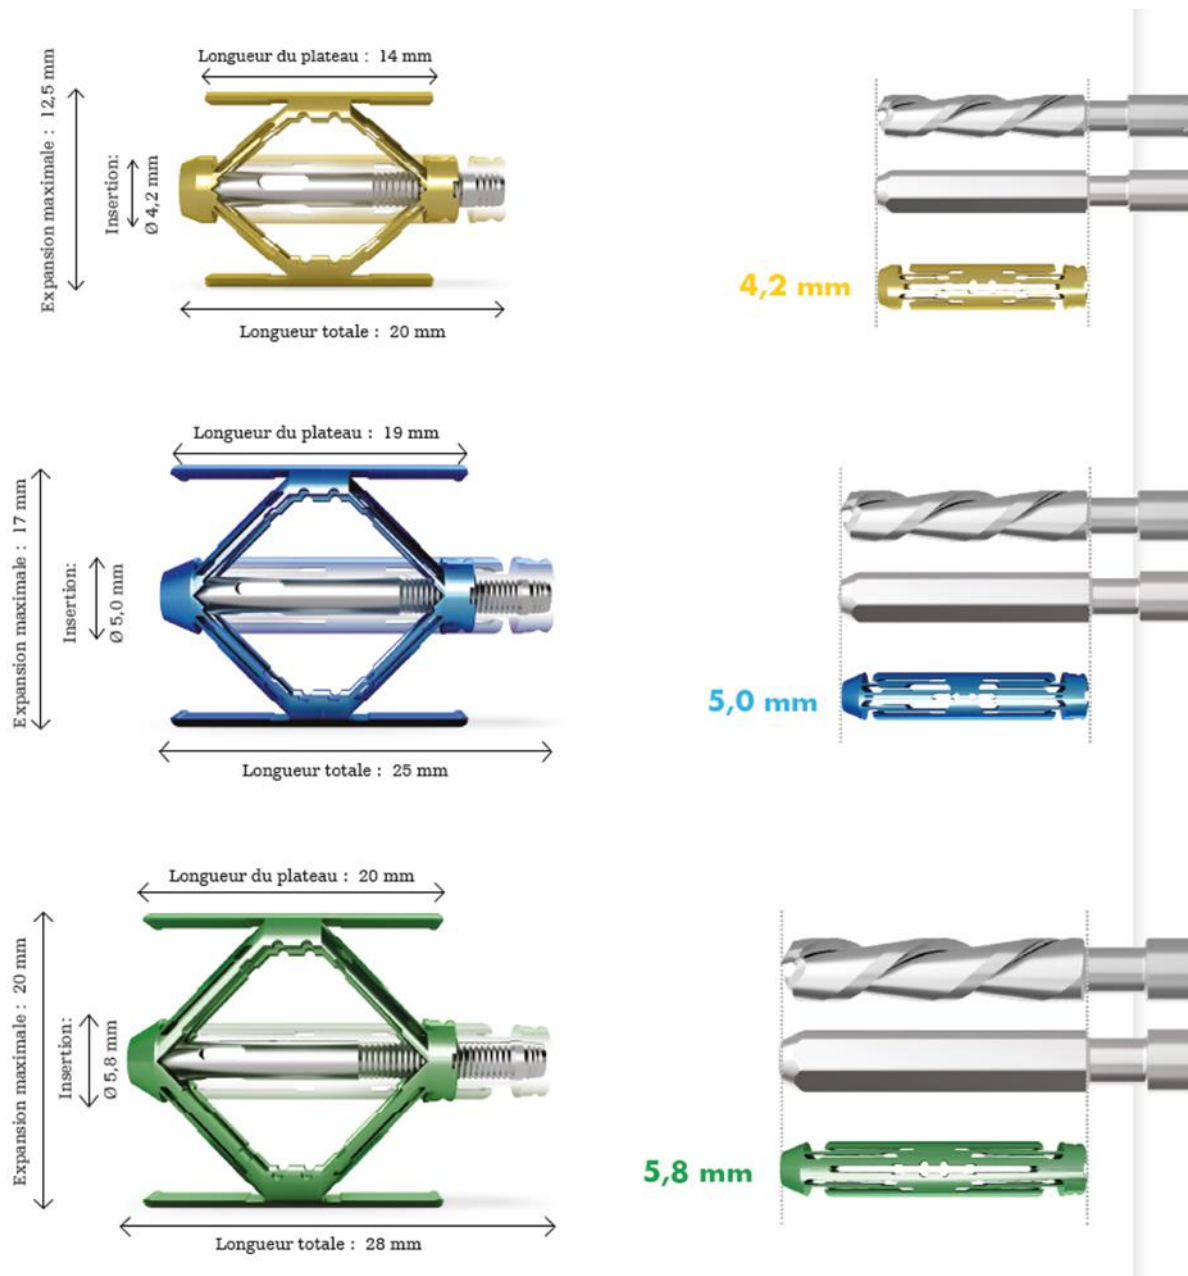 Longueur du plateau : 14 mm
Expansion maximale : 12,5 mm
Insertion:
Ø 4,2 mm
Longueur totale : 20 mm
4,2 mm
Longueur du plateau : 19 mm
Expansion maximale : 17 mm
Insertion:
Ø 5,0 mm
Longueur totale : 25 mm
5,0 mm
Longueur du plateau : 20 mm
Expansion maximale : 20 mm
Insertion:
Ø 5,8 mm
Longueur totale : 28 mm
5,8 mm